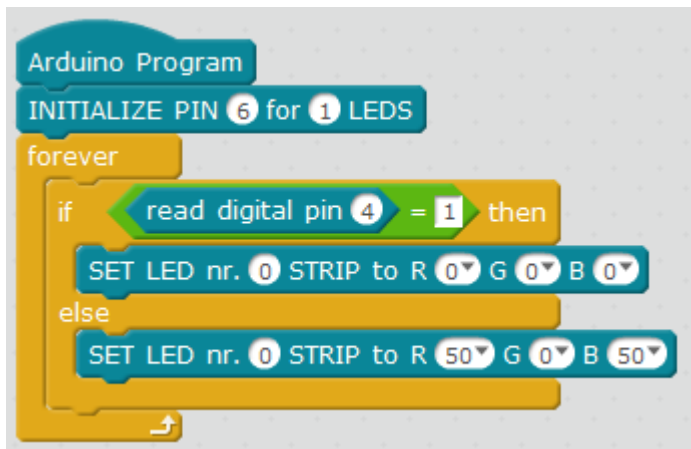 Arduino Program
INITIALIZE PIN 6 for 1 LEDS
forever
if read digital pin 4 = 1 then
SET LED nr. 0 STRIP to R 0 G 0 B 0
else
SET LED nr. 0 STRIP to R 50 G 0 B 50